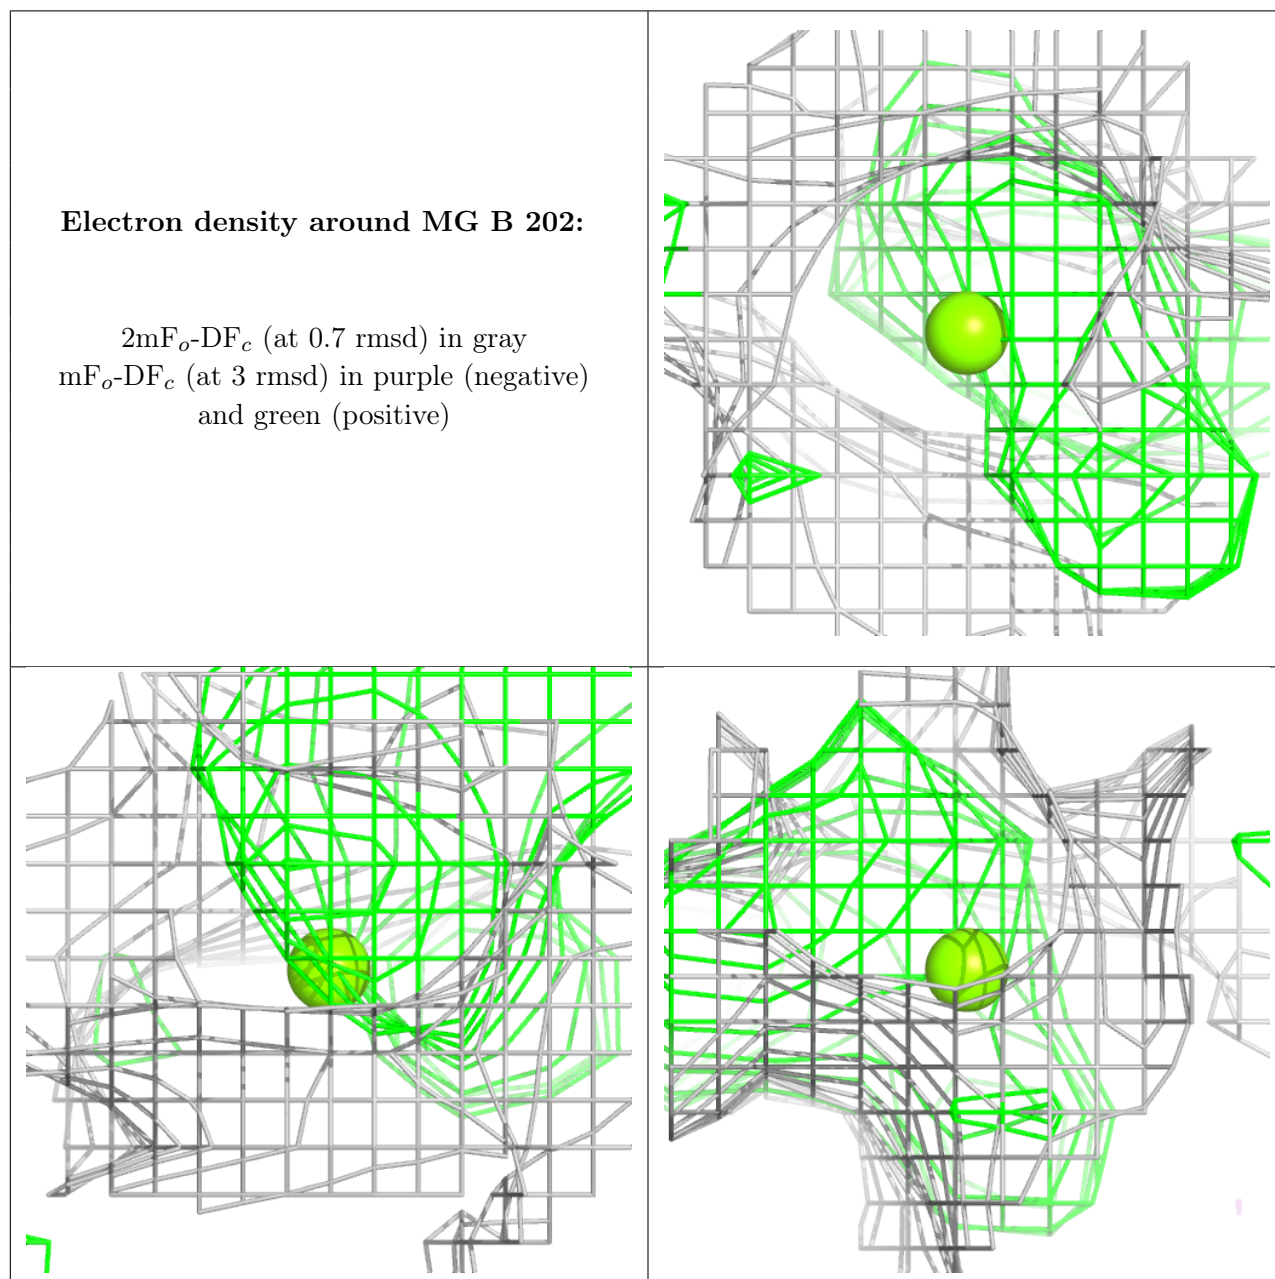 Electron density around MG B 202:
2mFo-DFc (at 0.7 rmsd) in gray
mFo-DFc (at 3 rmsd) in purple (negative)
and green (positive)